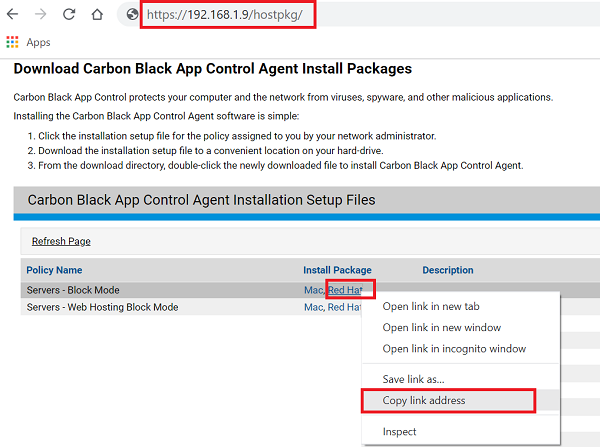 https://192.168.1.9/hostpkg/
Apps
Download Carbon Black App Control Agent Install Packages
Carbon Black App Control protects your computer and the network from viruses, spyware, and other malicious applications.
Installing the Carbon Black App Control Agent software is simple:
1. Click the installation setup file for the policy assigned to you by your network administrator.
2. Download the installation setup file to a convenient location on your hard-drive.
3. From the download directory, double-click the newly downloaded file to install Carbon Black App Control Agent.
Carbon Black App Control Agent Installation Setup Files
Refresh Page
Policy Name Install Package Description
Servers - Block Mode Mac, Red Hat
Servers - Web Hosting Block Mode Mac, Red Hat
Open link in new tab
Open link in new window
Open link in incognito window
Save link as...
Copy link address
Inspect